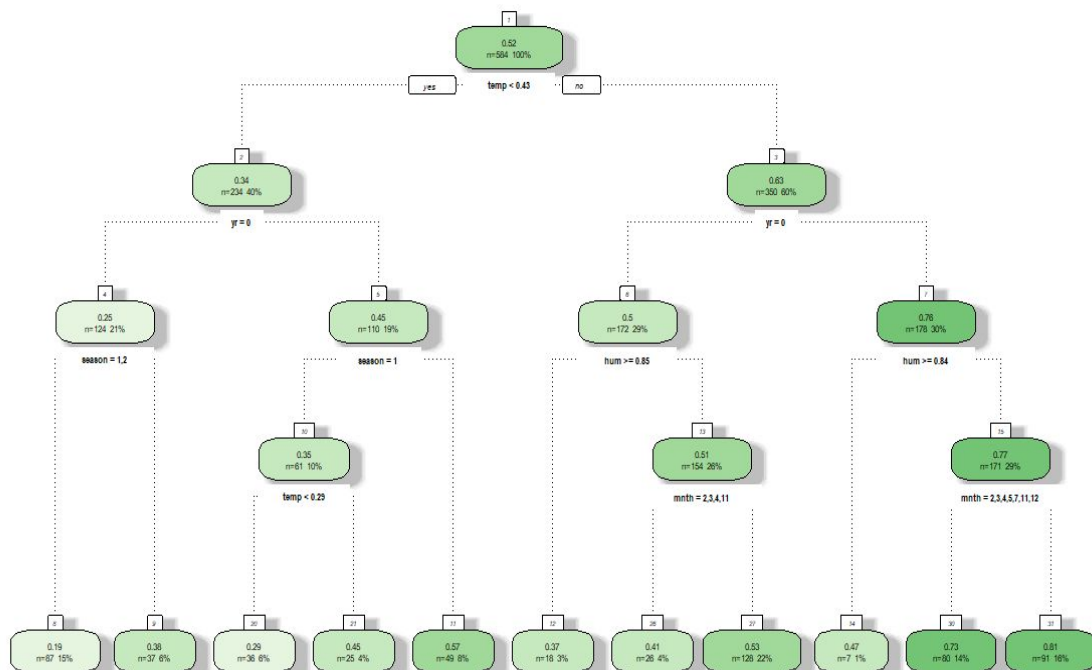 1
0.52
n=584 100%
yes temp < 0.43 no
2 3
0.34 0.63
n=234 40% n=350 60%
yr = 0 yr = 0
4 5 6 7
0.25 0.45 0.5 0.76
n=124 21% n=110 19% n=172 29% n=178 30%
season = 1,2 season = 1 hum >= 0.85 hum >= 0.84
10 13 15
0.35 0.51 0.77
n=61 10% n=154 26% n=171 29%
temp < 0.29 mnth = 2,3,4,11 mnth = 2,3,4,5,7,11,12
8 9 20 21 11 12 26 27 14 30 31
0.19 0.38 0.29 0.45 0.57 0.37 0.41 0.53 0.47 0.73 0.81
n=87 15% n=37 6% n=36 6% n=25 4% n=49 8% n=18 3% n=26 4% n=128 22% n=7 1% n=80 14% n=91 16%